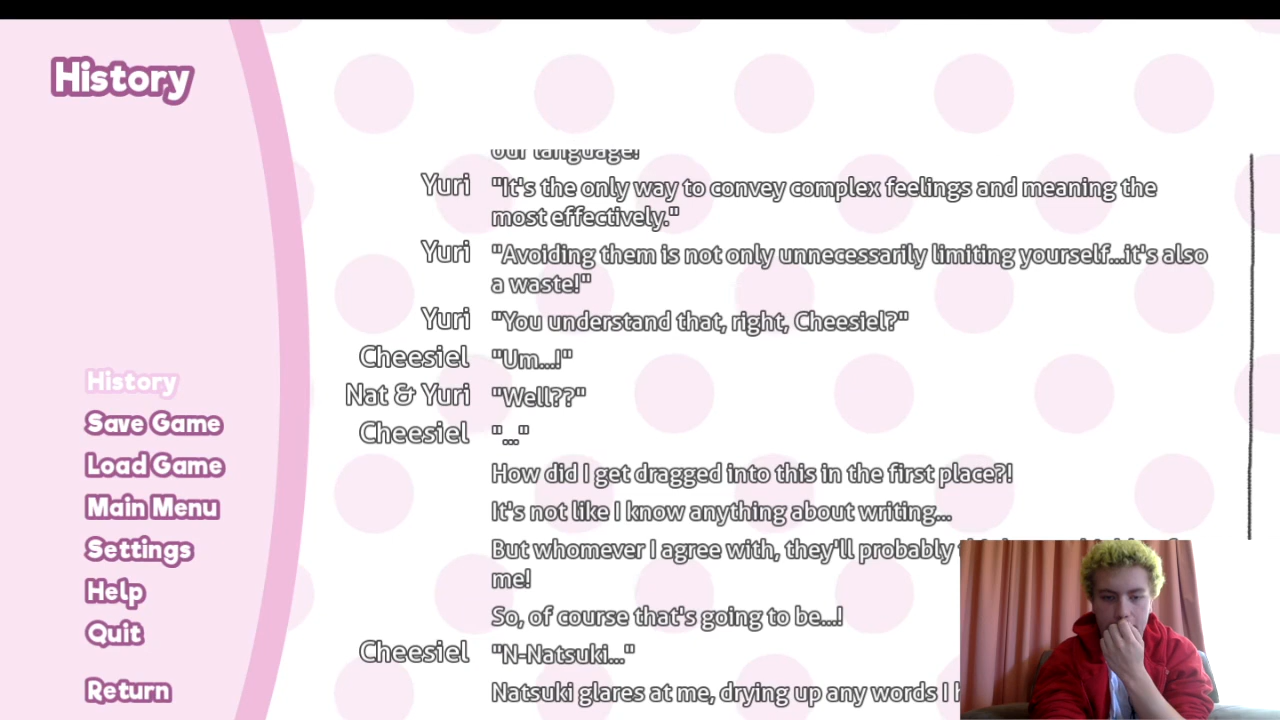 History
our language!
Yuri "It's the only way to convey complex feelings and meaning the
most effectively."
Yuri "Avoiding them is not only unnecessarily limiting yourself...it's also
a waste!"
Yuri "You understand that, right, Cheesiel?"
Cheesiel "Um...!"
Nat & Yuri "Well??"
Cheesiel "..."
How did I get dragged into this in the first place?!
It's not like I know anything about writing...
But whomever I agree with, they'll probably
me!
So, of course that's going to be...!
Cheesiel "N-Natsuki..."
Natsuki glares at me, drying up any words I
History
Save Game
Load Game
Main Menu
Settings
Help
Quit
Return